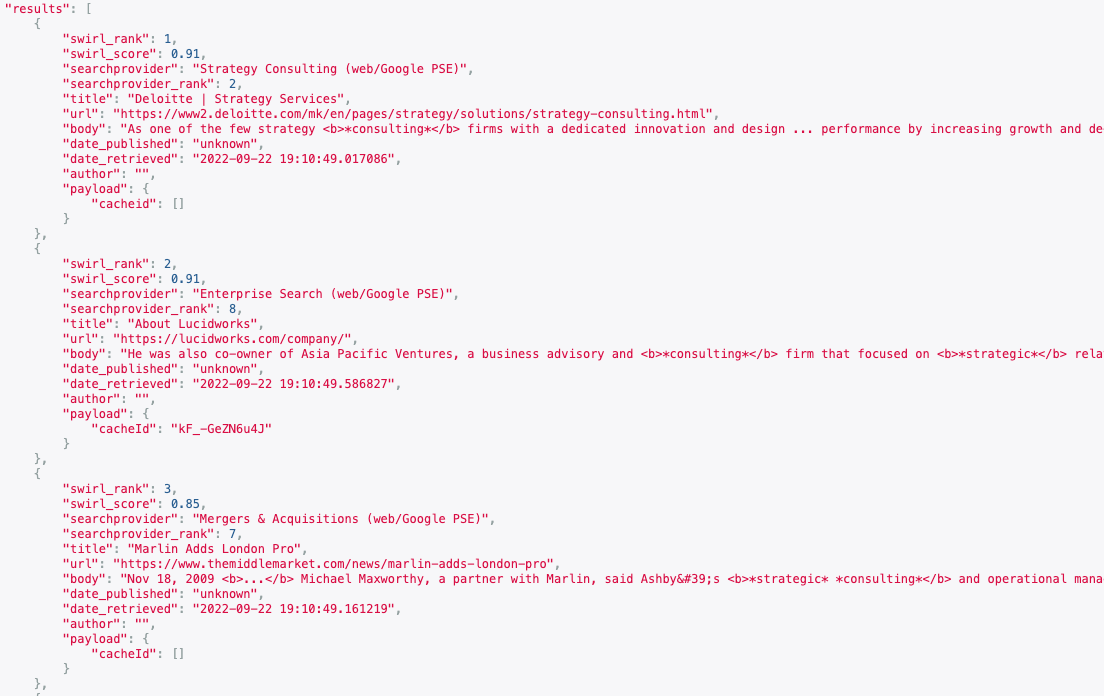 "results": [
{
"swirl_rank": 1,
"swirl_score": 0.91,
"searchprovider": "Strategy Consulting (web/Google PSE)",
"searchprovider_rank": 2,
"title": "Deloitte | Strategy Services",
"url": "https://www2.deloitte.com/mk/en/pages/strategy/solutions/strategy-consulting.html",
"body": "As one of the few strategy <b>*consulting*</b> firms with a dedicated innovation and design ... performance by increasing growth and de
"date_published": "unknown",
"date_retrieved": "2022-09-22 19:10:49.017086",
"author": "",
"payload": {
"cacheid": []
}
},
{
"swirl_rank": 2,
"swirl_score": 0.91,
"searchprovider": "Enterprise Search (web/Google PSE)",
"searchprovider_rank": 8,
"title": "About Lucidworks",
"url": "https://lucidworks.com/company/",
"body": "He was also co-owner of Asia Pacific Ventures, a business advisory and <b>*consulting*</b> firm that focused on <b>*strategic*</b> rela
"date_published": "unknown",
"date_retrieved": "2022-09-22 19:10:49.586827",
"author": "",
"payload": {
"cacheId": "kF_-GeZN6u4J"
}
},
{
"swirl_rank": 3,
"swirl_score": 0.85,
"searchprovider": "Mergers & Acquisitions (web/Google PSE)",
"searchprovider_rank": 7,
"title": "Marlin Adds London Pro",
"url": "https://www.themiddlemarket.com/news/marlin-adds-london-pro",
"body": "Nov 18, 2009 <b>...</b> Michael Maxworthy, a partner with Marlin, said Ashby&#39;s <b>*strategic* *consulting*</b> and operational mana
"date_published": "unknown",
"date_retrieved": "2022-09-22 19:10:49.161219",
"author": "",
"payload": {
"cacheId": []
}
},